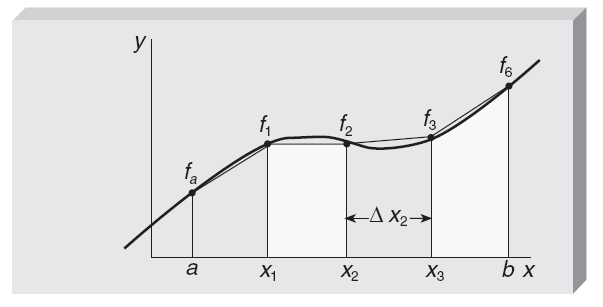 y
f₆
f₁
f₂
f₃
fₐ
Δ x₂
a
x₁
x₂
x₃
b x